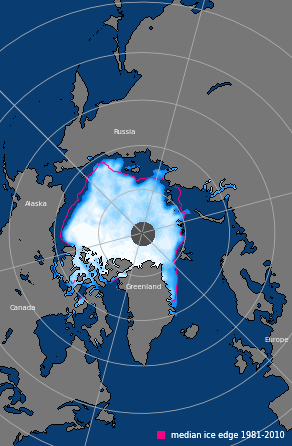 Russia
Alaska
Greenland
Canada
Europe
median ice edge 1981-2010